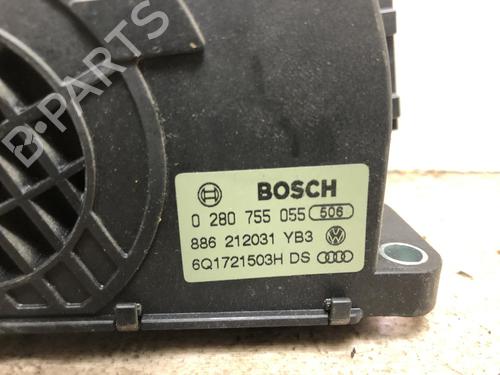 BOSCH
0 280 755 055 506
886 212031 YB3
6Q1721503H DS
B-PARTS